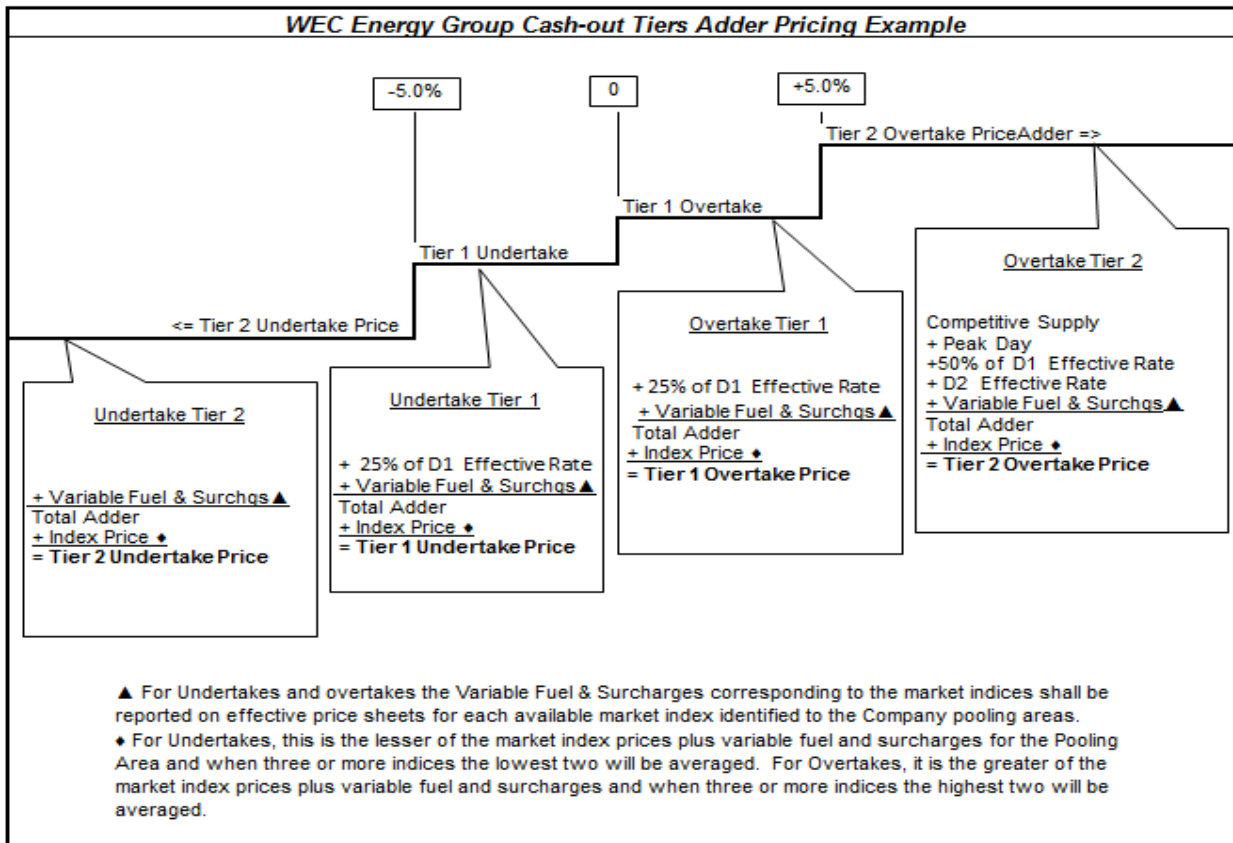 WEC Energy Group Cash-out Tiers Adder Pricing Example
-5.0%
0
+5.0%
Tier 2 Overtake PriceAdder =>
Tier 1 Overtake
Tier 1 Undertake
<= Tier 2 Undertake Price
Undertake Tier 2
+ Variable Fuel & Surchgs▲
Total Adder
+ Index Price ♦
= Tier 2 Undertake Price
Undertake Tier 1
+ 25% of D1 Effective Rate
+ Variable Fuel & Surchgs▲
Total Adder
+ Index Price ♦
= Tier 1 Undertake Price
Overtake Tier 1
+ 25% of D1 Effective Rate
+ Variable Fuel & Surchgs▲
Total Adder
+ Index Price ♦
= Tier 1 Overtake Price
Overtake Tier 2
Competitive Supply
+ Peak Day
+50% of D1 Effective Rate
+ D2 Effective Rate
+ Variable Fuel & Surchgs▲
Total Adder
+ Index Price ♦
= Tier 2 Overtake Price
▲ For Undertakes and overtakes the Variable Fuel & Surcharges corresponding to the market indices shall be
reported on effective price sheets for each available market index identified to the Company pooling areas.
♦ For Undertakes, this is the lesser of the market index prices plus variable fuel and surcharges for the Pooling
Area and when three or more indices the lowest two will be averaged. For Overtakes, it is the greater of the
market index prices plus variable fuel and surcharges and when three or more indices the highest two will be
averaged.